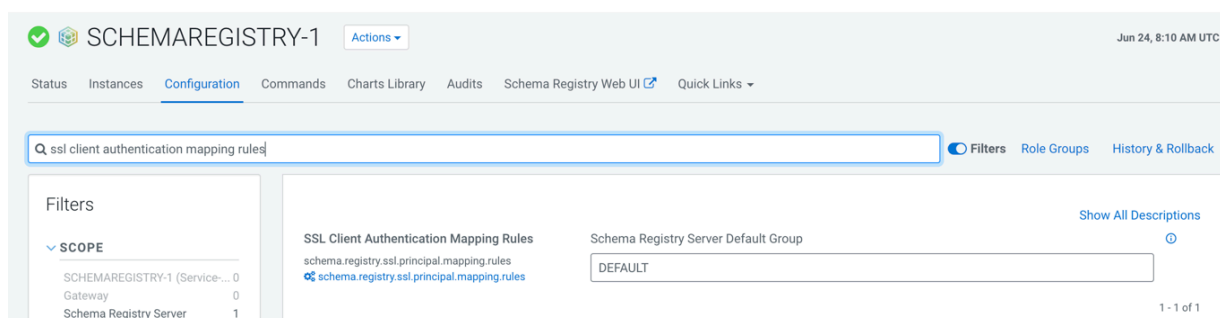 SCHEMAREGISTRY-1 Actions Jun 24, 8:10 AM UTC
Status Instances Configuration Commands Charts Library Audits Schema Registry Web UI Quick Links
ssl client authentication mapping rules Filters Role Groups History & Rollback
Filters
Show All Descriptions
SCOPE
SSL Client Authentication Mapping Rules Schema Registry Server Default Group
schema.registry.ssl.principal.mapping.rules
DEFAULT
schema.registry.ssl.principal.mapping.rules
SCHEMAREGISTRY-1 (Service-... 0
Gateway 0
Schema Registry Server 1
1 - 1 of 1